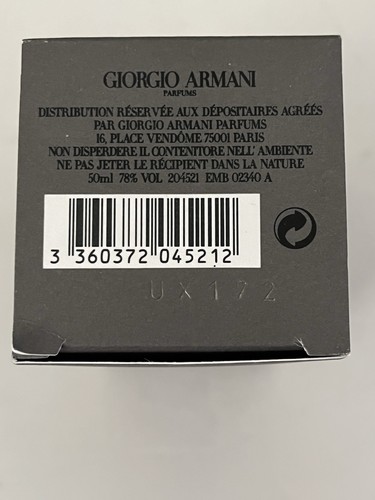 GIORGIO ARMANI
PARFUMS
DISTRIBUTION RÉSERVÉE AUX DÉPOSITAIRES AGRÉÉS
PAR GIORGIO ARMANI PARFUMS
16, PLACE VENDÔME 75001 PARIS
NON DISPERDERE IL CONTENITORE NELL' AMBIENTE
NE PAS JETER LE RÉCIPIENT DANS LA NATURE
50ml 78% VOL 204521 EMB 02340 A
3 360372 045212
UX172